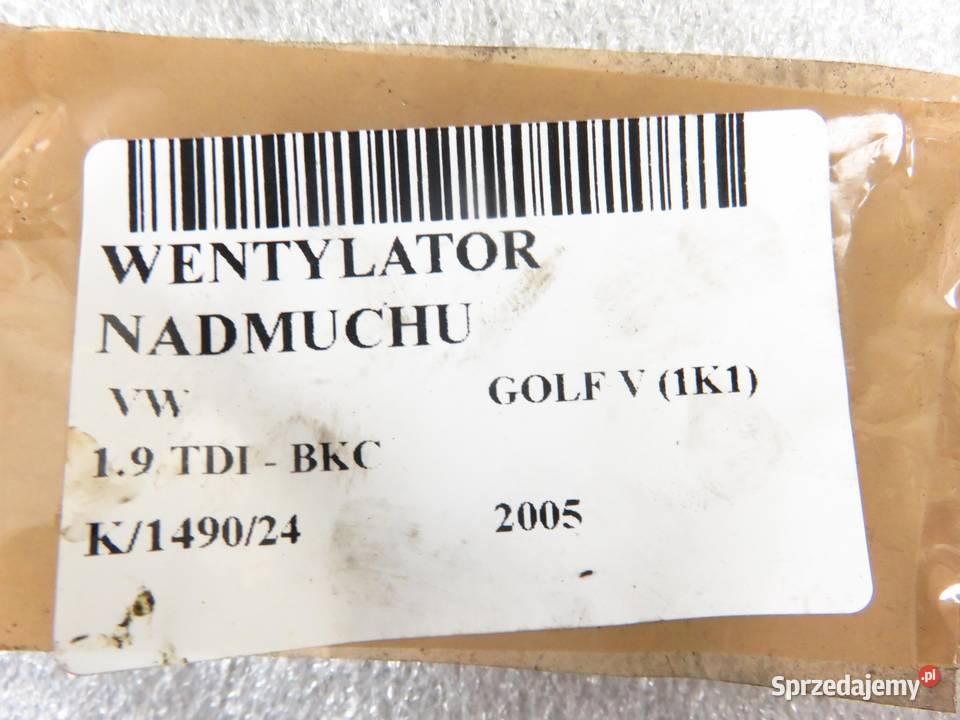 WENTYLATOR
NADMUCHU
VW GOLF V (1K1)
1.9 TDI - BKC
K/1490/24 2005
Sprzedajemy.pl